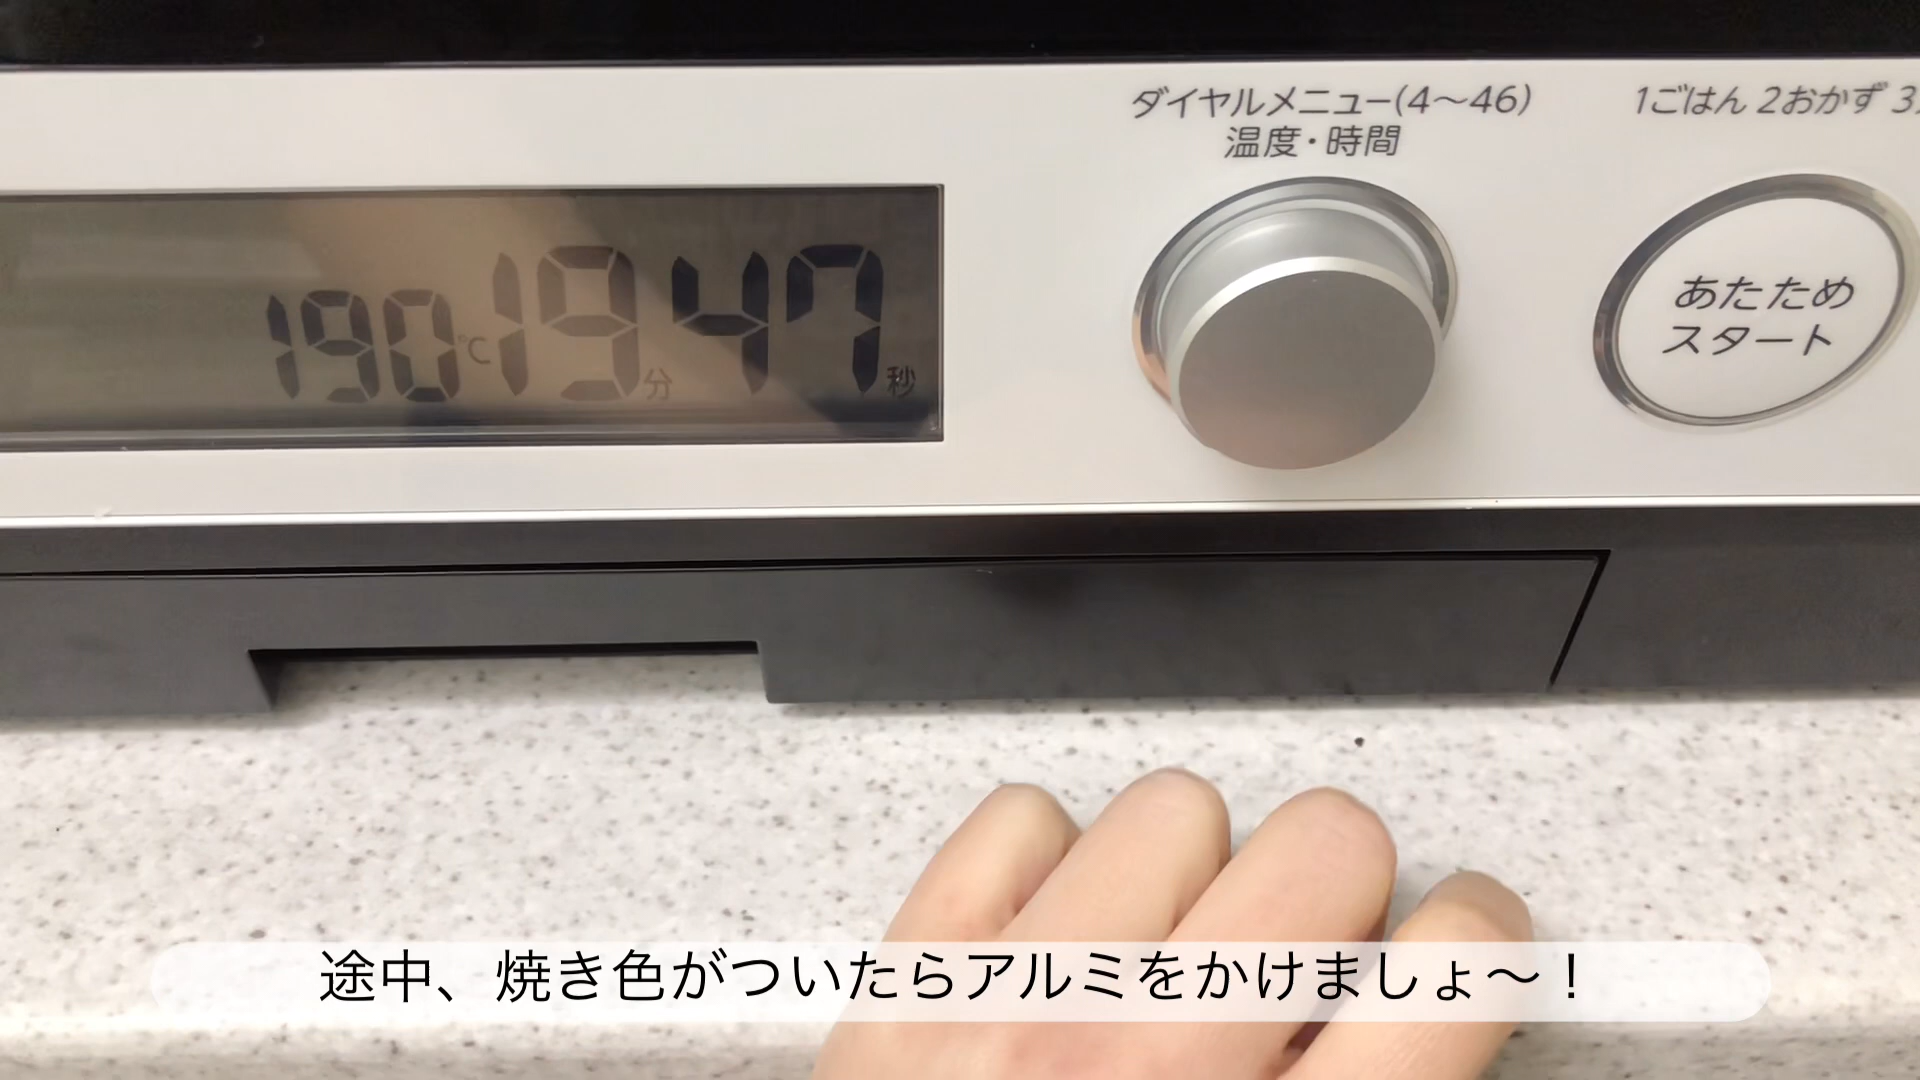 ダイヤルメニュー(4〜46)
温度・時間
1ごはん 2おかず 3
190℃ 19分47秒
あたため
スタート
途中、焼き色がついたらアルミをかけましょ〜！